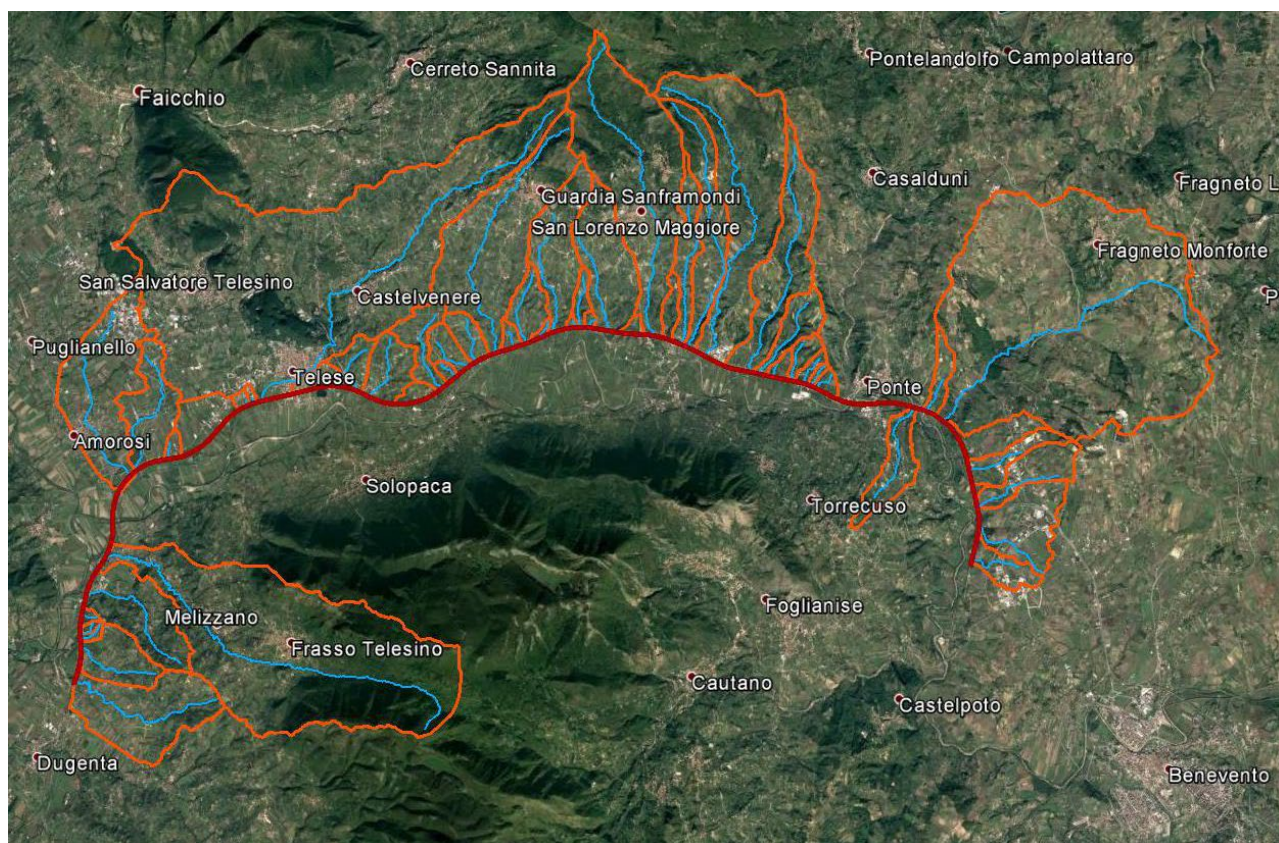 Pontelandolfo
Campolattaro
Cerreto Sannita
Faicchio
Casalduni
Fragneto L
Guardia Sanframondi
San Lorenzo Maggiore
Fragneto Monforte
San Salvatore Telesino
Castelvenere
P
Puglianello
Telese
Ponte
Amorosi
Solopaca
Torrecuso
Foglianise
Melizzano
Frasso Telesino
Cautano
Castelpoto
Dugenta
Benevento